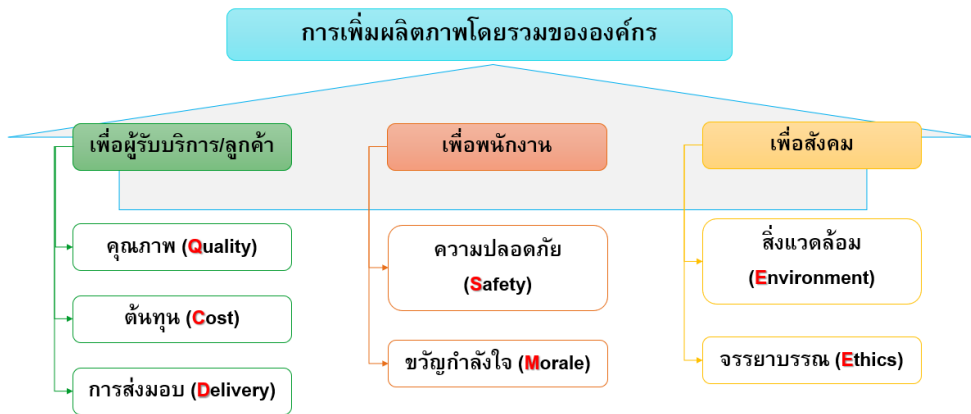 การเพิ่มผลิตภาพโดยรวมขององค์กร
เพื่อผู้รับบริการ/ลูกค้า
คุณภาพ (Quality)
ต้นทุน (Cost)
การส่งมอบ (Delivery)
เพื่อพนักงาน
ความปลอดภัย
(Safety)
ขวัญกำลังใจ (Morale)
เพื่อสังคม
สิ่งแวดล้อม
(Environment)
จรรยาบรรณ (Ethics)